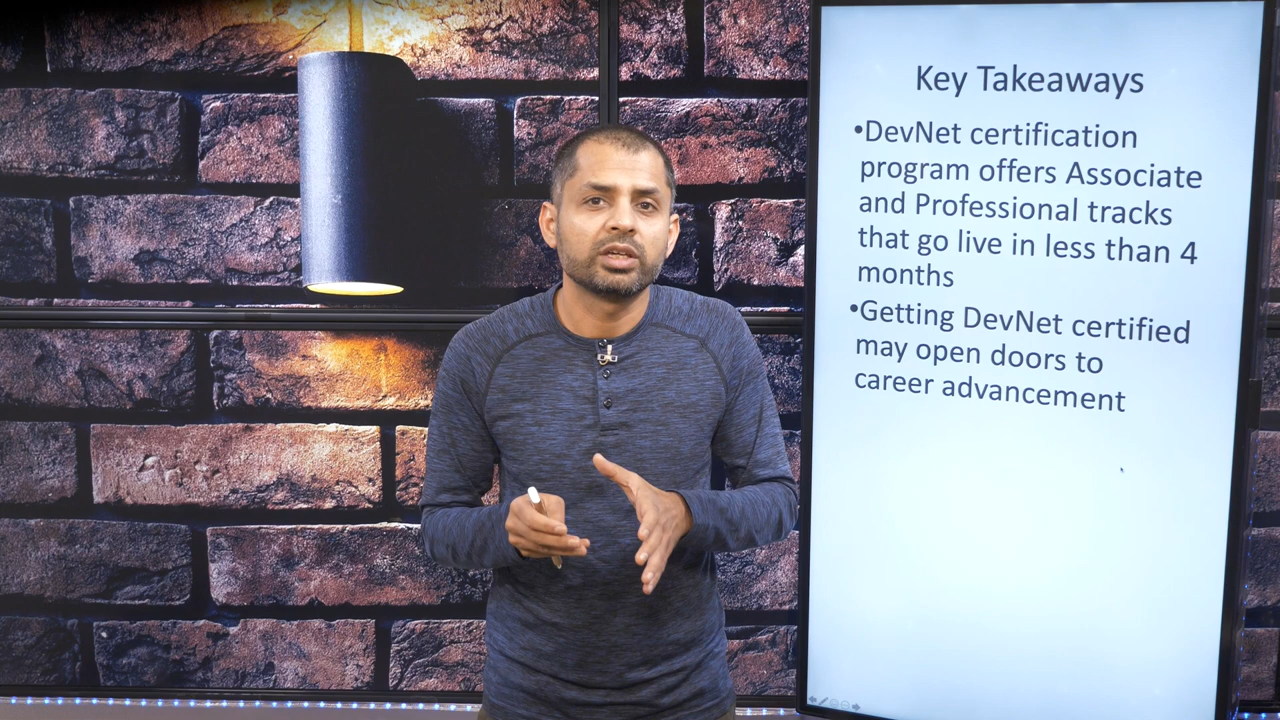 Key Takeaways
•DevNet certification
program offers Associate
and Professional tracks
that go live in less than 4
months
•Getting DevNet certified
may open doors to
career advancement